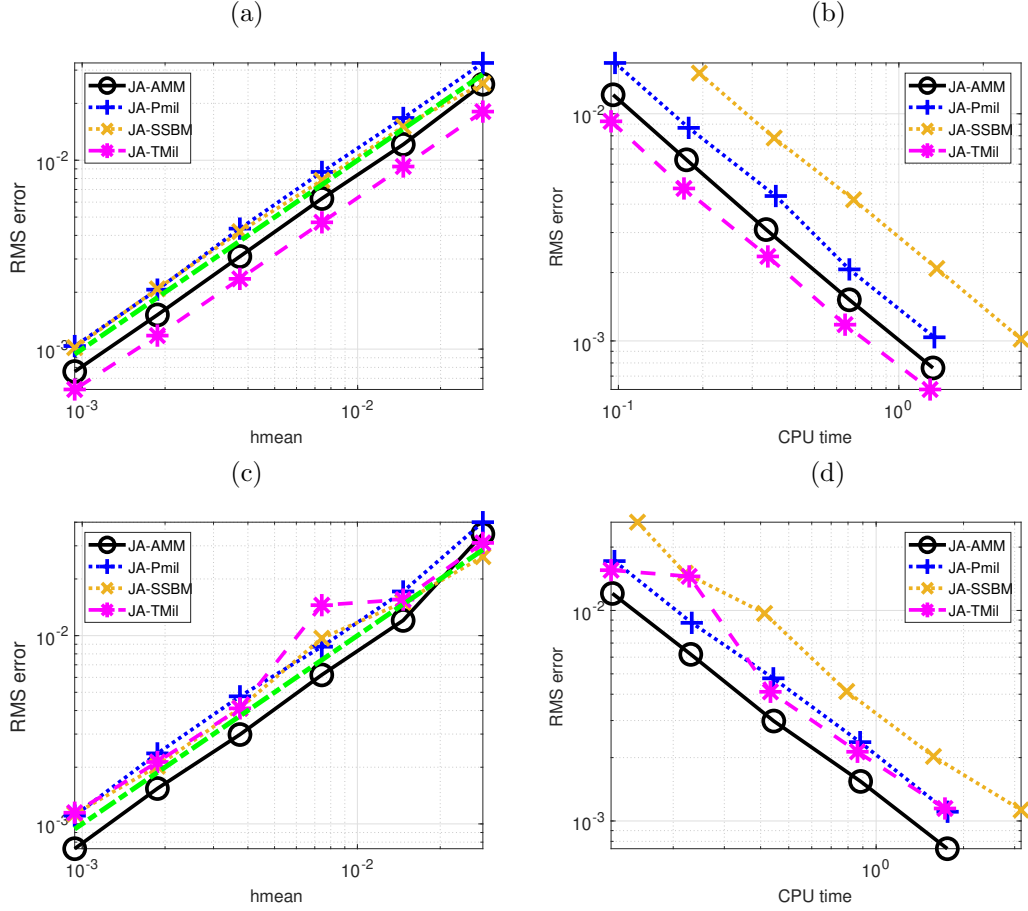 (a)
JA-AMM
JA-Pmil
JA-SSBM
JA-TMil
10^-2
10^-3
RMS error
10^-3
10^-2
hmean
(b)
JA-AMM
JA-Pmil
JA-SSBM
JA-TMil
10^-2
10^-3
RMS error
10^-1
10^0
CPU time
(c)
JA-AMM
JA-Pmil
JA-SSBM
JA-TMil
10^-2
10^-3
RMS error
10^-3
10^-2
hmean
(d)
JA-AMM
JA-Pmil
JA-SSBM
JA-TMil
10^-2
10^-3
RMS error
10^0
CPU time